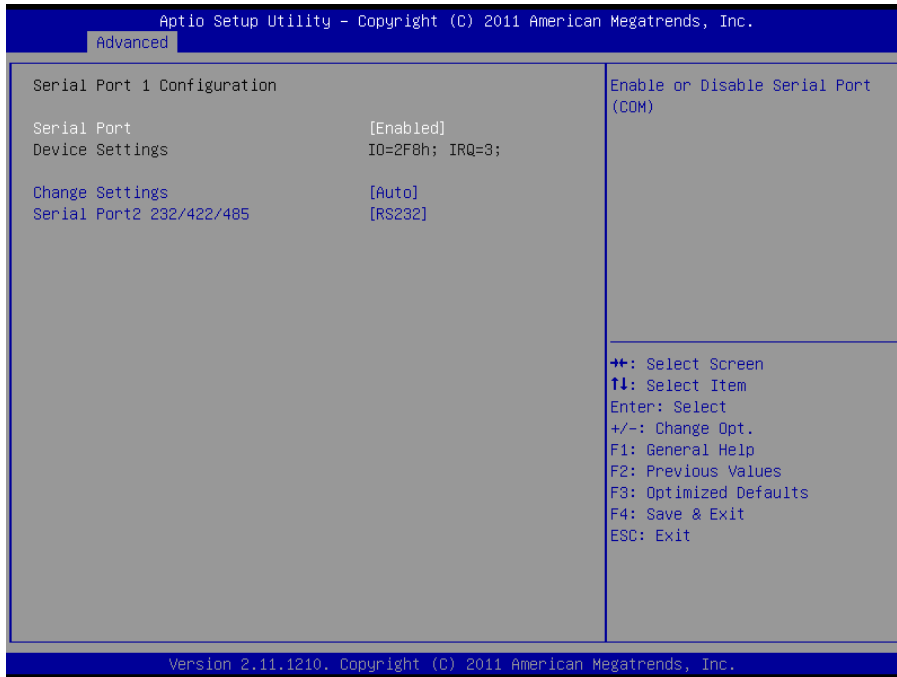 Aptio Setup Utility – Copyright (C) 2011 American Megatrends, Inc.
Advanced
Serial Port 1 Configuration
Serial Port [Enabled]
Device Settings IO=2F8h; IRQ=3;
Change Settings [Auto]
Serial Port2 232/422/485 [RS232]
Enable or Disable Serial Port
(COM)
→←: Select Screen
↑↓: Select Item
Enter: Select
+/-: Change Opt.
F1: General Help
F2: Previous Values
F3: Optimized Defaults
F4: Save & Exit
ESC: Exit
Version 2.11.1210. Copyright (C) 2011 American Megatrends, Inc.